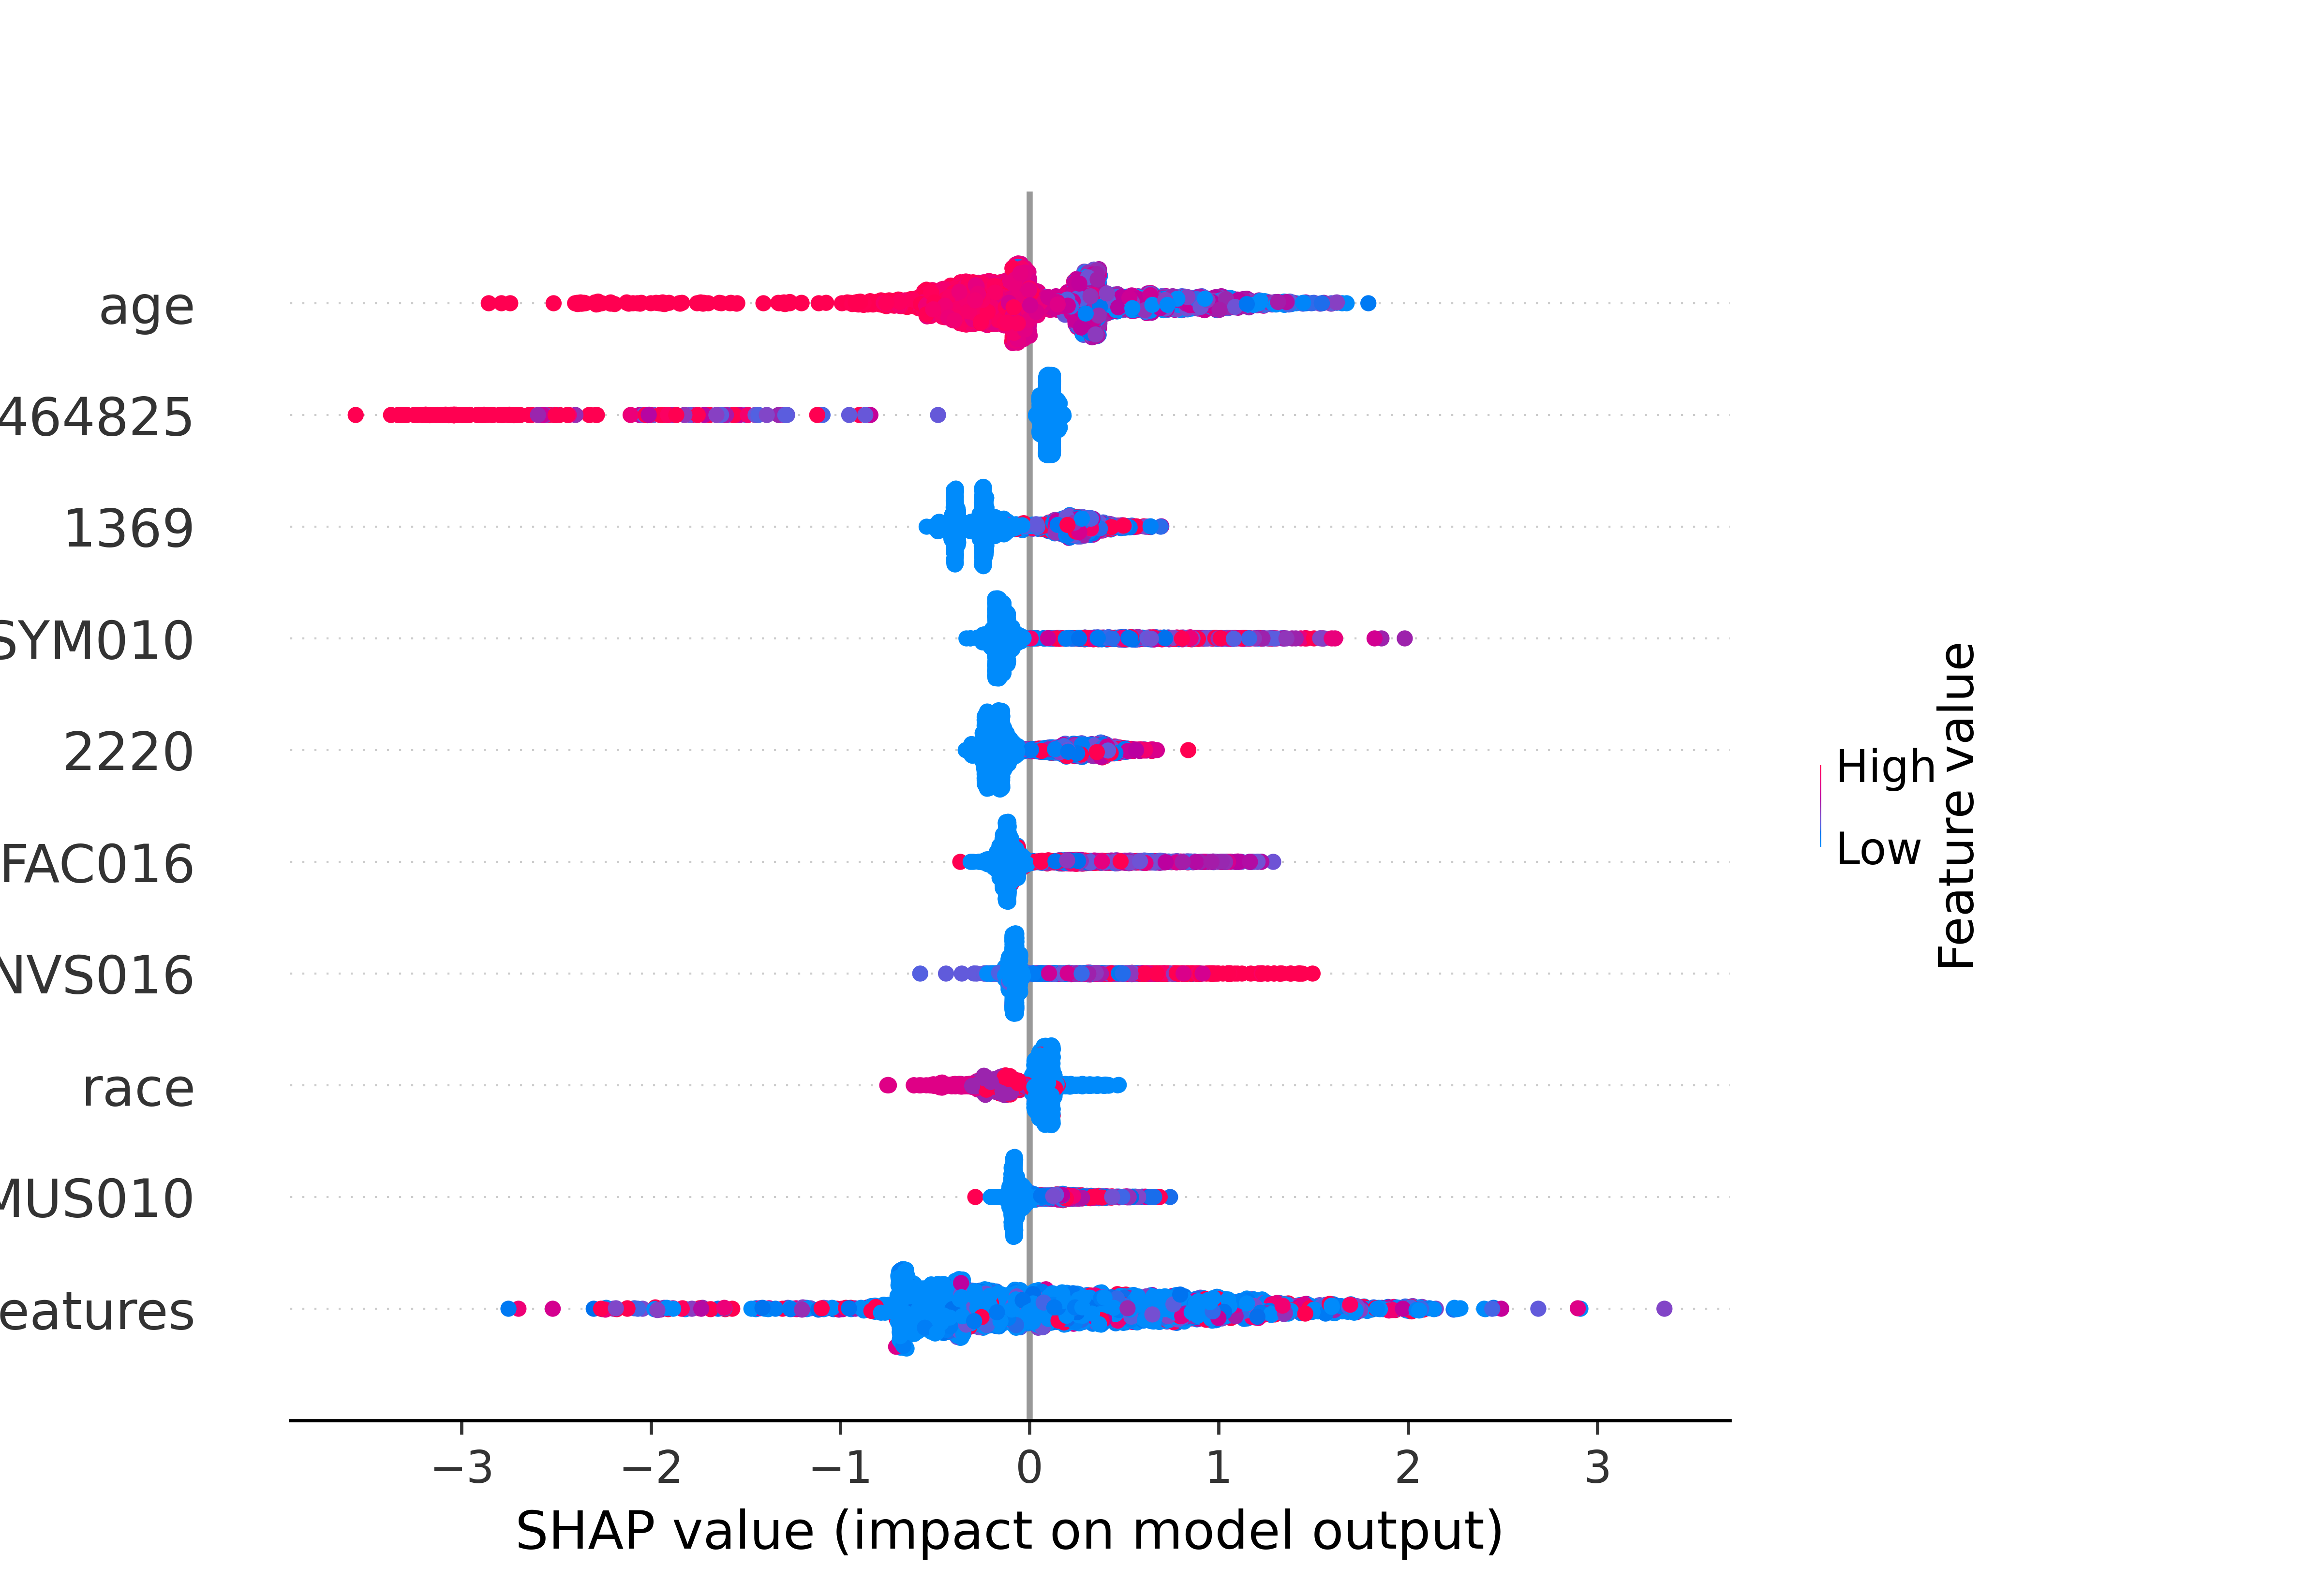 age
464825
1369
SYM010
2220
FAC016
NVS016
race
MUS010
eatures
−3 −2 −1 0 1 2 3
SHAP value (impact on model output)
High
Low
Feature value